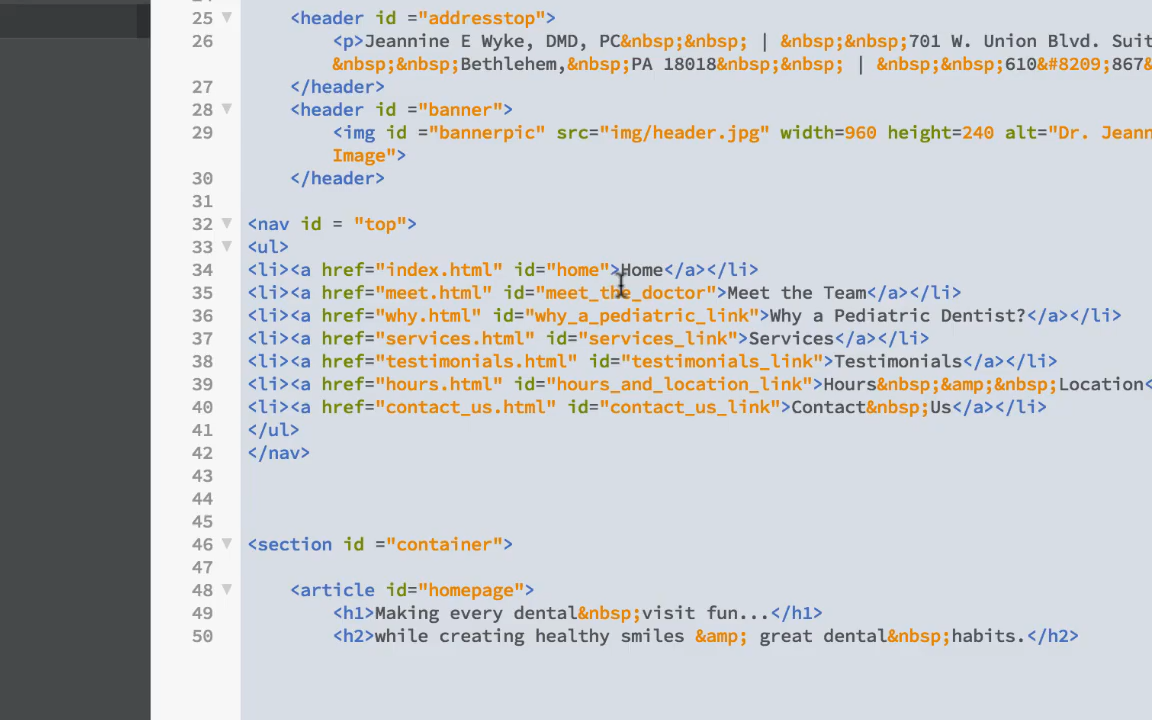 25 <header id ="addresstop">
26 <p>Jeannine E Wyke, DMD, PC&nbsp;&nbsp; | &nbsp;&nbsp;701 W. Union Blvd. Suit
&nbsp;&nbsp;Bethlehem,&nbsp;PA 18018&nbsp;&nbsp; | &nbsp;&nbsp;610&#8209;867&
27 </header>
28 <header id ="banner">
29 <img id ="bannerpic" src="img/header.jpg" width=960 height=240 alt="Dr. Jeann
Image">
30 </header>
31
32 <nav id = "top">
33 <ul>
34 <li><a href="index.html" id="home">Home</a></li>
35 <li><a href="meet.html" id="meet_the_doctor">Meet the Team</a></li>
36 <li><a href="why.html" id="why_a_pediatric_link">Why a Pediatric Dentist?</a></li>
37 <li><a href="services.html" id="services_link">Services</a></li>
38 <li><a href="testimonials.html" id="testimonials_link">Testimonials</a></li>
39 <li><a href="hours.html" id="hours_and_location_link">Hours&nbsp;&amp;&nbsp;Location<
40 <li><a href="contact_us.html" id="contact_us_link">Contact&nbsp;Us</a></li>
41 </ul>
42 </nav>
43
44
45
46 <section id ="container">
47
48 <article id="homepage">
49 <h1>Making every dental&nbsp;visit fun...</h1>
50 <h2>while creating healthy smiles &amp; great dental&nbsp;habits.</h2>